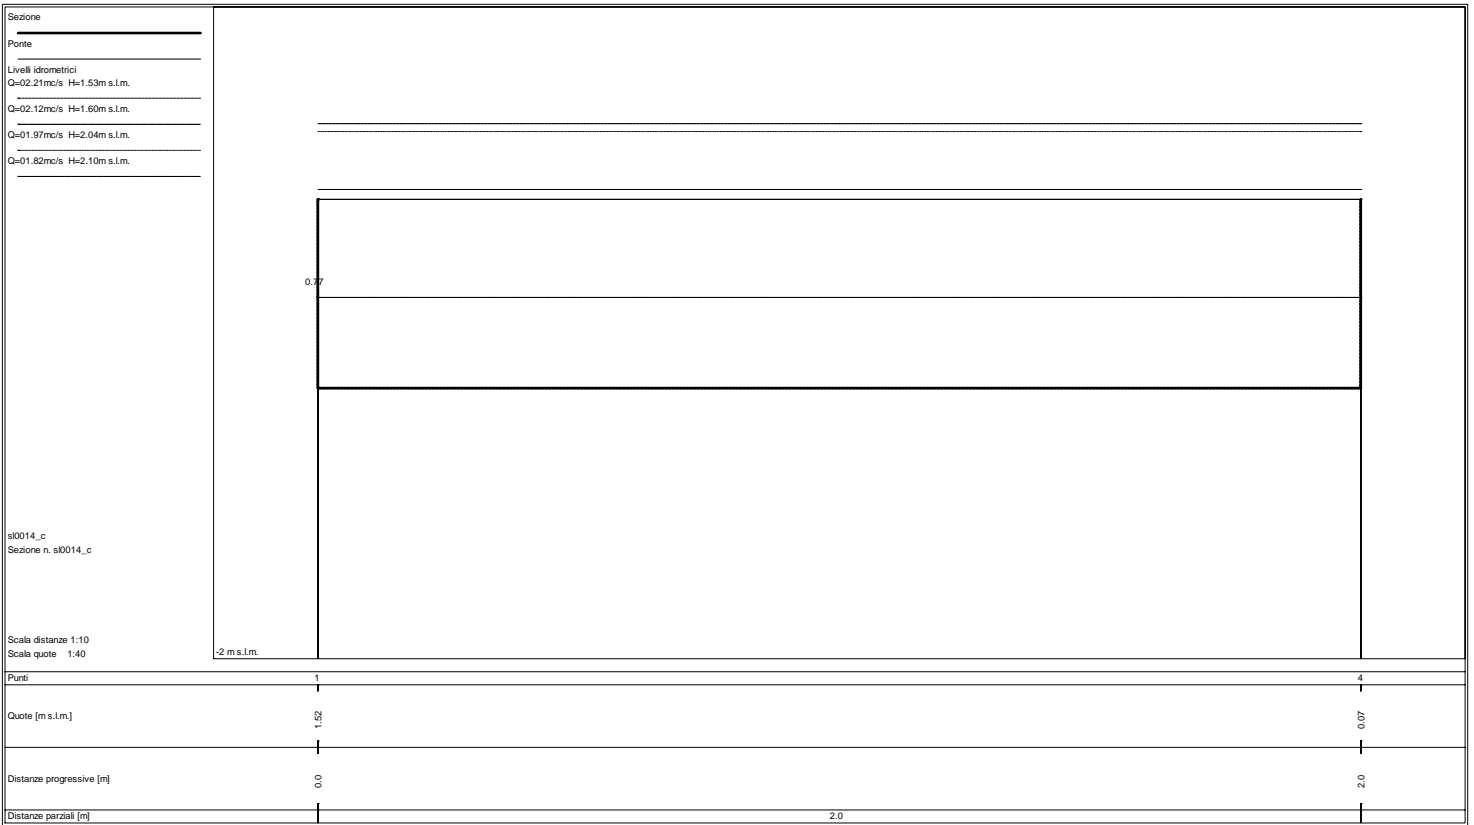 Sezione
Ponte
Livelli idrometrici
Q=02.21mc/s H=1.53m s.l.m.
Q=02.12mc/s H=1.60m s.l.m.
Q=01.97mc/s H=2.04m s.l.m.
Q=01.82mc/s H=2.10m s.l.m.
0.77
sl0014_c
Sezione n. sl0014_c
Scala distanze 1:10
Scala quote 1:40
-2 m s.l.m.
Punti 1 4
Quote [m s.l.m.] 1.52 0.07
Distanze progressive [m] 0.0 2.0
Distanze parziali [m] 2.0